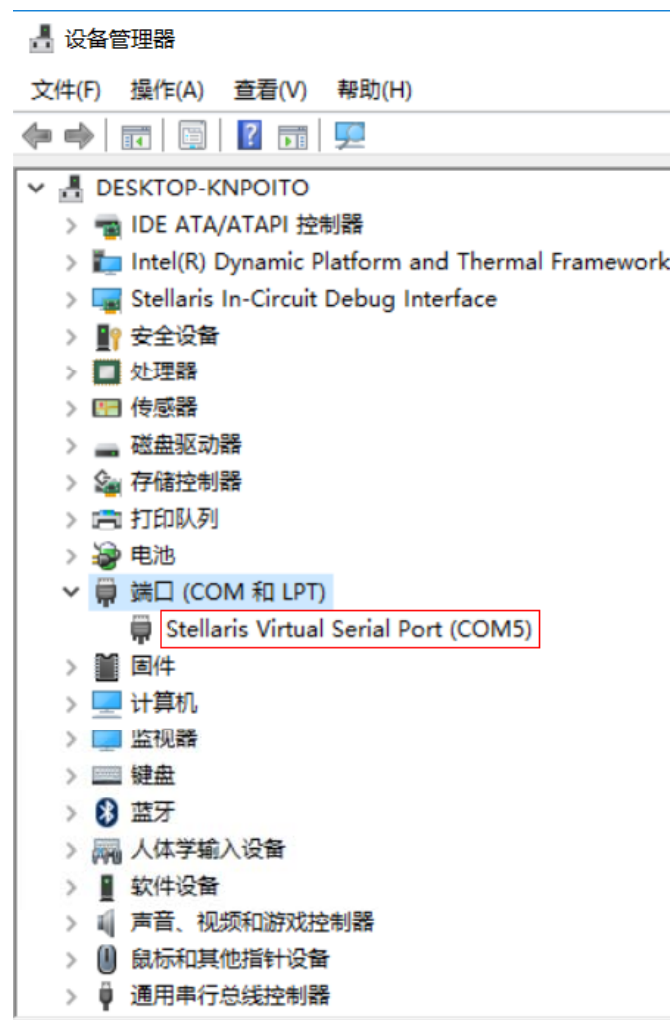 设备管理器
文件(F) 操作(A) 查看(V) 帮助(H)
DESKTOP-KNPOITO
IDE ATA/ATAPI 控制器
Intel(R) Dynamic Platform and Thermal Framework
Stellaris In-Circuit Debug Interface
安全设备
处理器
传感器
磁盘驱动器
存储控制器
打印队列
电池
端口 (COM 和 LPT)
Stellaris Virtual Serial Port (COM5)
固件
计算机
监视器
键盘
蓝牙
人体学输入设备
软件设备
声音、视频和游戏控制器
鼠标和其他指针设备
通用串行总线控制器